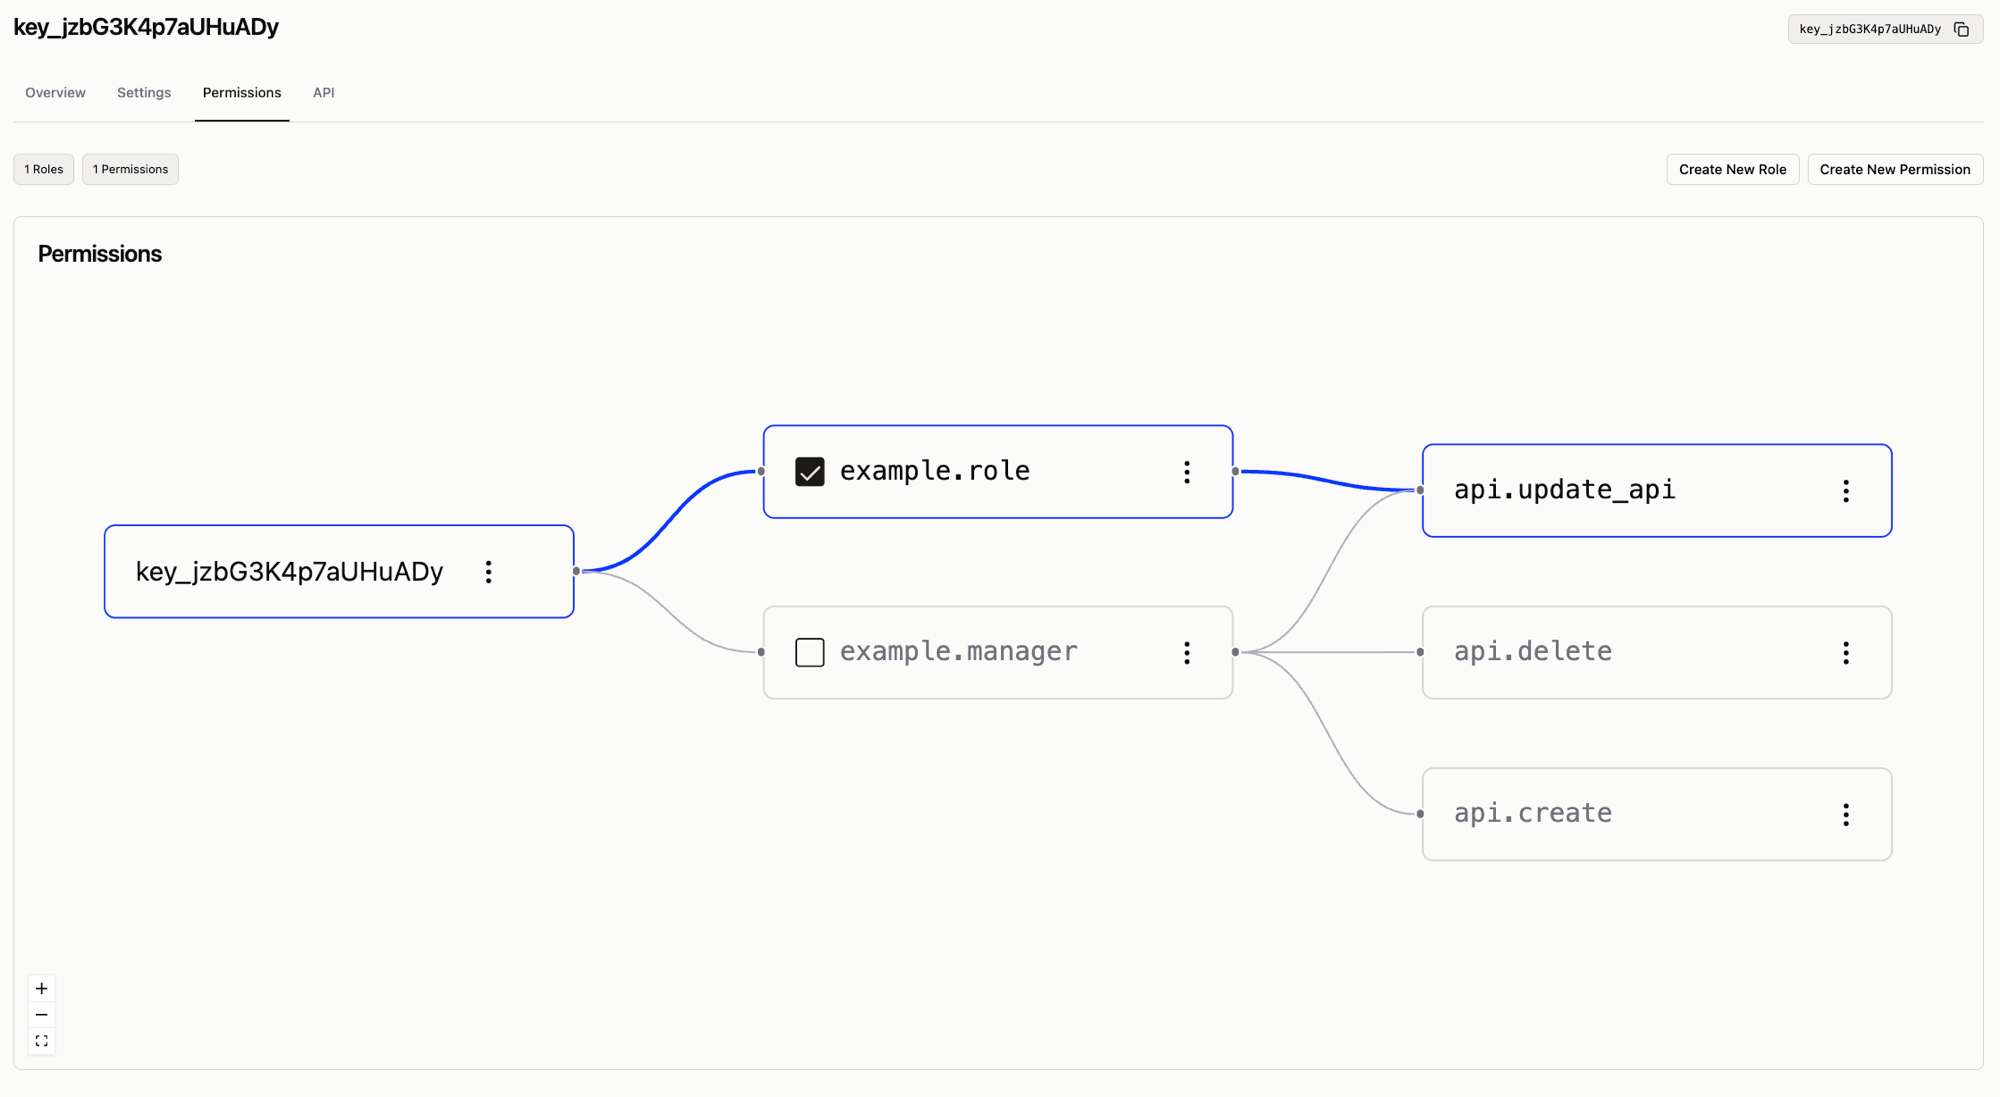 key_jzbG3K4p7aUHuADy
key_jzbG3K4p7aUHuADy
Overview Settings Permissions API
1 Roles 1 Permissions Create New Role Create New Permission
Permissions
example.role
api.update_api
key_jzbG3K4p7aUHuADy
example.manager
api.delete
api.create